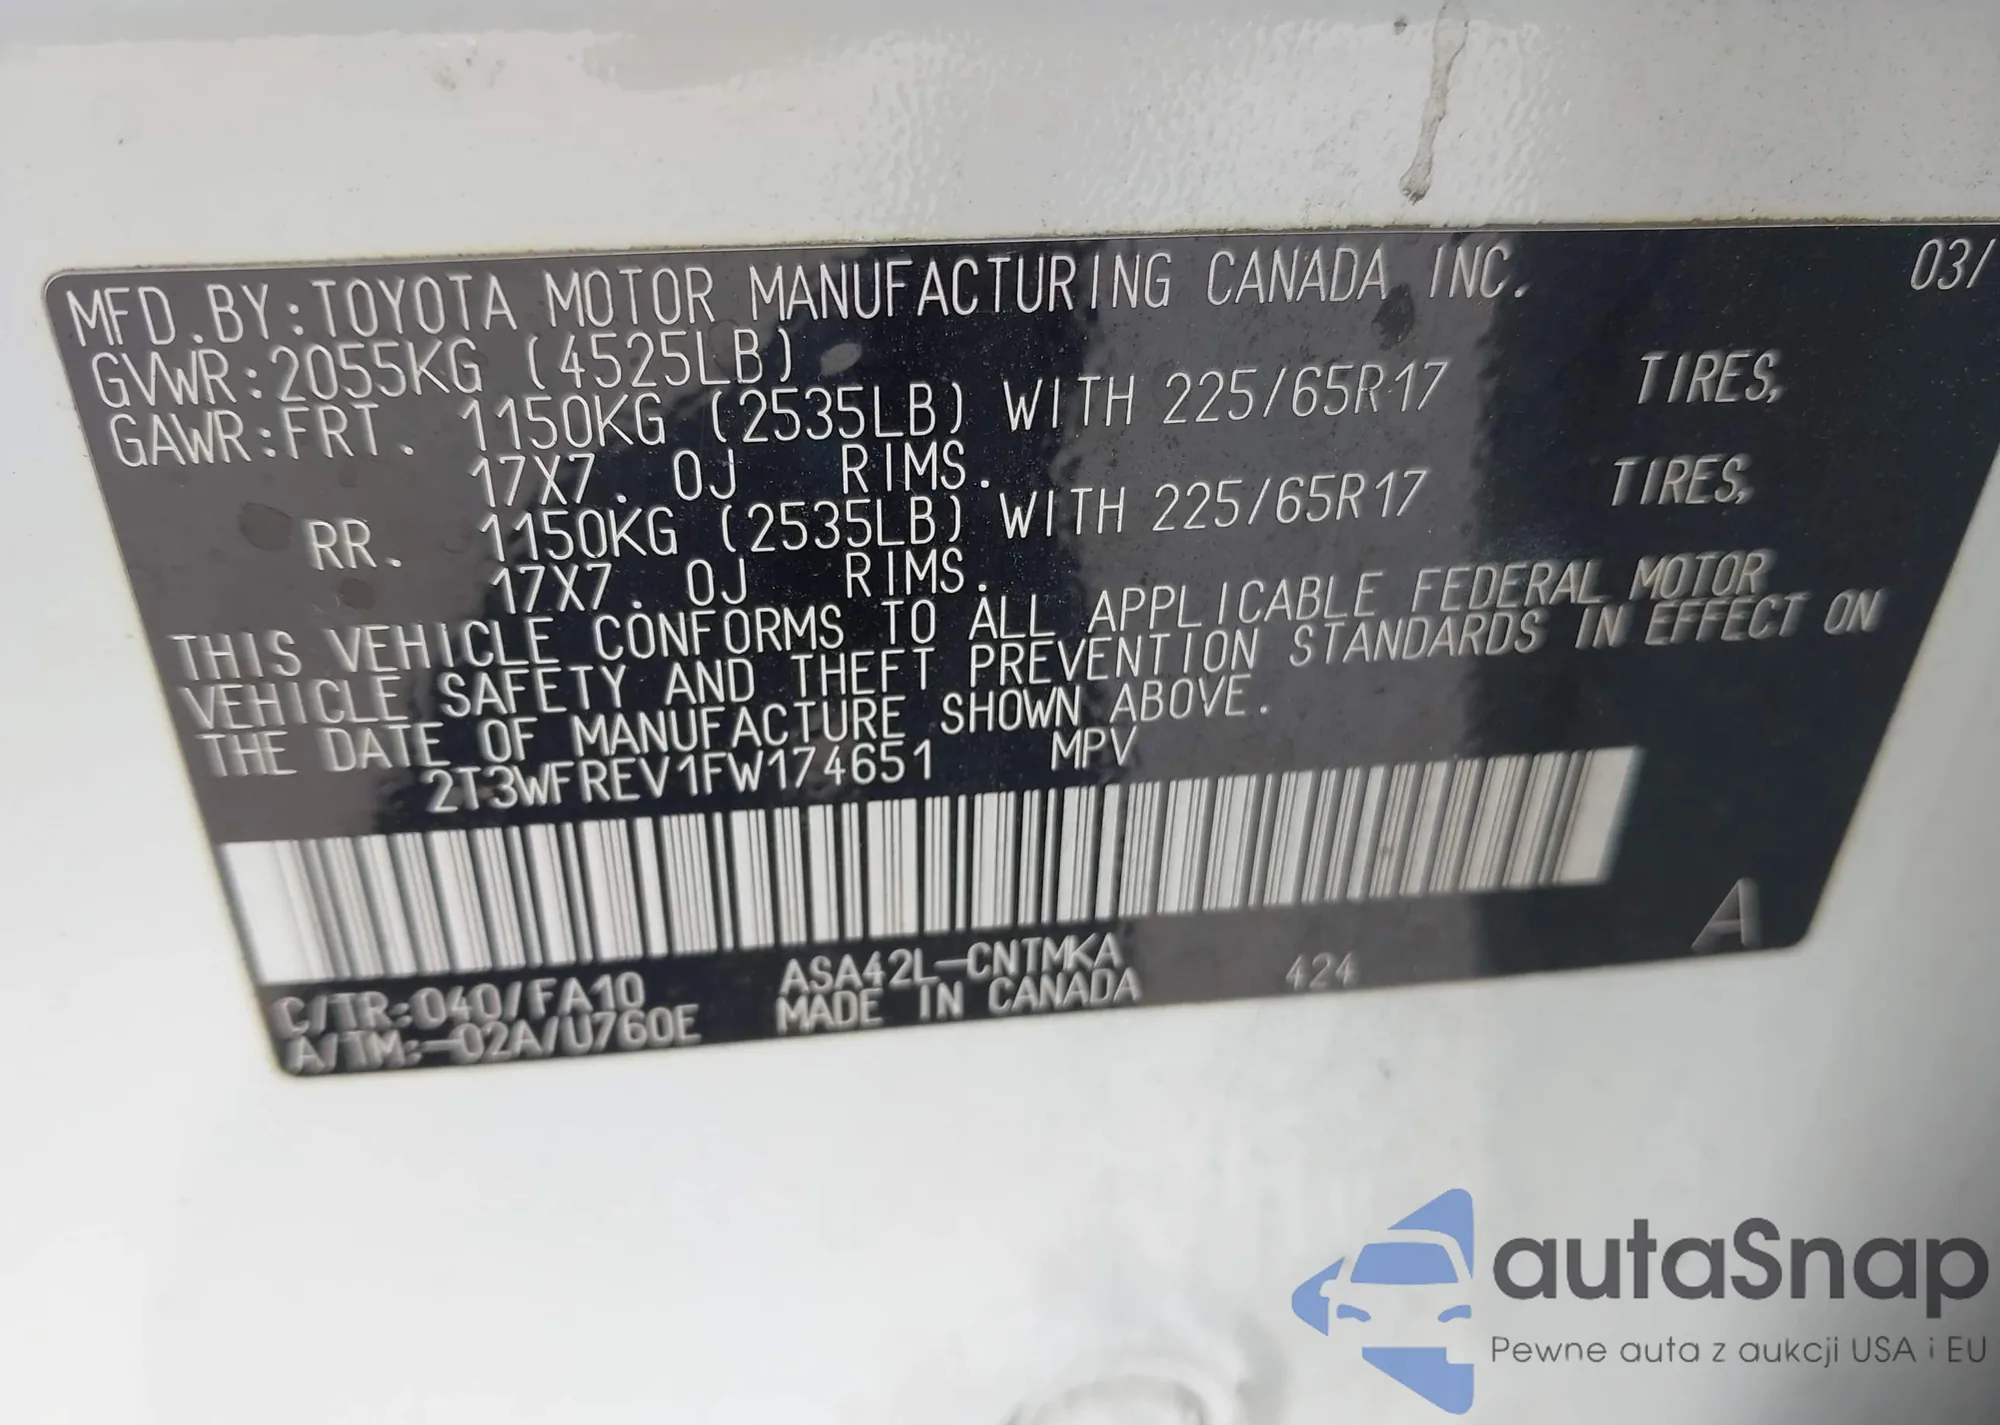 MFD.BY:TOYOTA MOTOR MANUFACTURING CANADA INC. 03/
GVWR:2055KG (4525LB)
GAWR:FRT. 1150KG (2535LB) WITH 225/65R17 TIRES,
17X7.0J RIMS.
RR. 1150KG (2535LB) WITH 225/65R17 TIRES,
17X7.0J RIMS.
THIS VEHICLE CONFORMS TO ALL APPLICABLE FEDERAL MOTOR
VEHICLE SAFETY AND THEFT PREVENTION STANDARDS IN EFFECT ON
THE DATE OF MANUFACTURE SHOWN ABOVE.
2T3WFREV1FW174651 MPV
C/TR:040/FA10 ASA42L-CNTMKA 424 A
A/TM:-02A/U760E MADE IN CANADA
autaSnap
Pewne auta z aukcji USA i EU